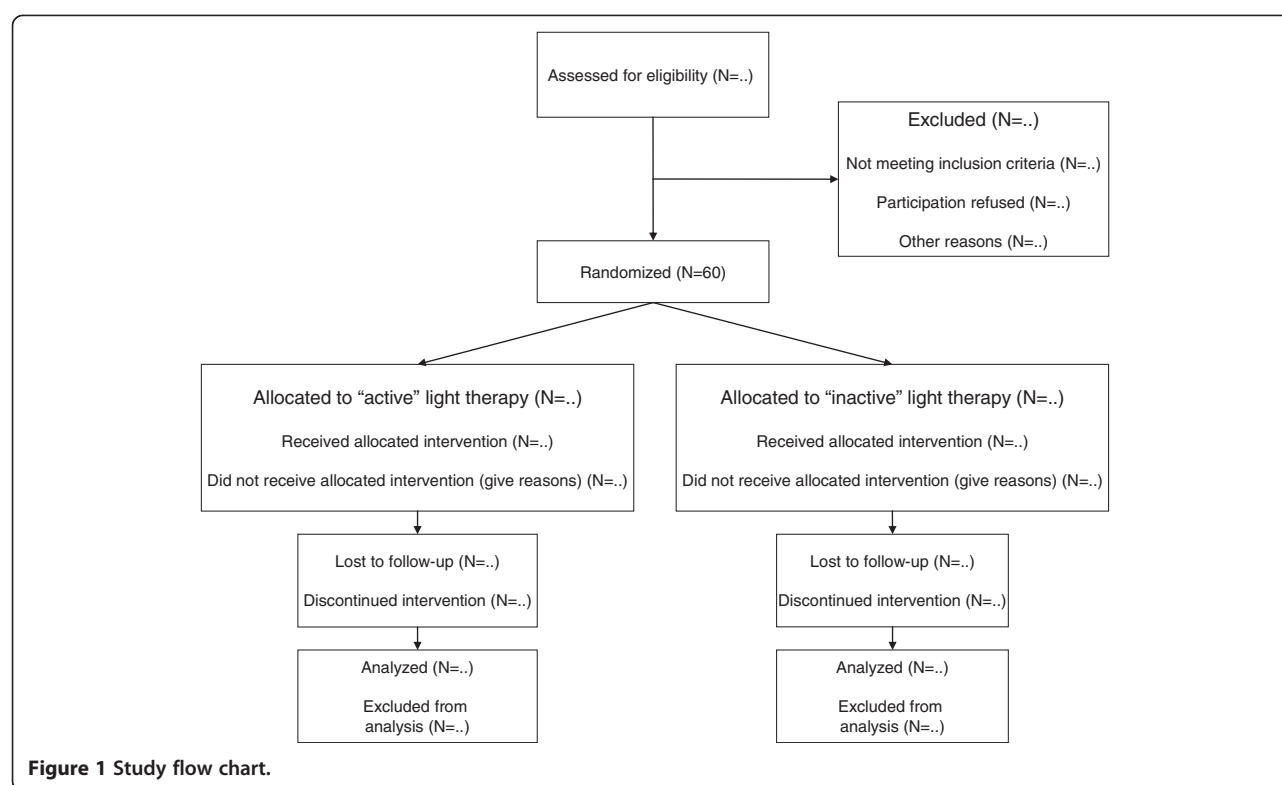 Assessed for eligibility (N=..)
Excluded (N=..)
Not meeting inclusion criteria (N=..)
Participation refused (N=..)
Other reasons (N=..)
Randomized (N=60)
Allocated to “active” light therapy (N=..)
Received allocated intervention (N=..)
Did not receive allocated intervention (give reasons) (N=..)
Allocated to “inactive” light therapy (N=..)
Received allocated intervention (N=..)
Did not receive allocated intervention (give reasons) (N=..)
Lost to follow-up (N=..)
Discontinued intervention (N=..)
Lost to follow-up (N=..)
Discontinued intervention (N=..)
Analyzed (N=..)
Excluded from
analysis (N=..)
Analyzed (N=..)
Excluded from
analysis (N=..)
Figure 1 Study flow chart.